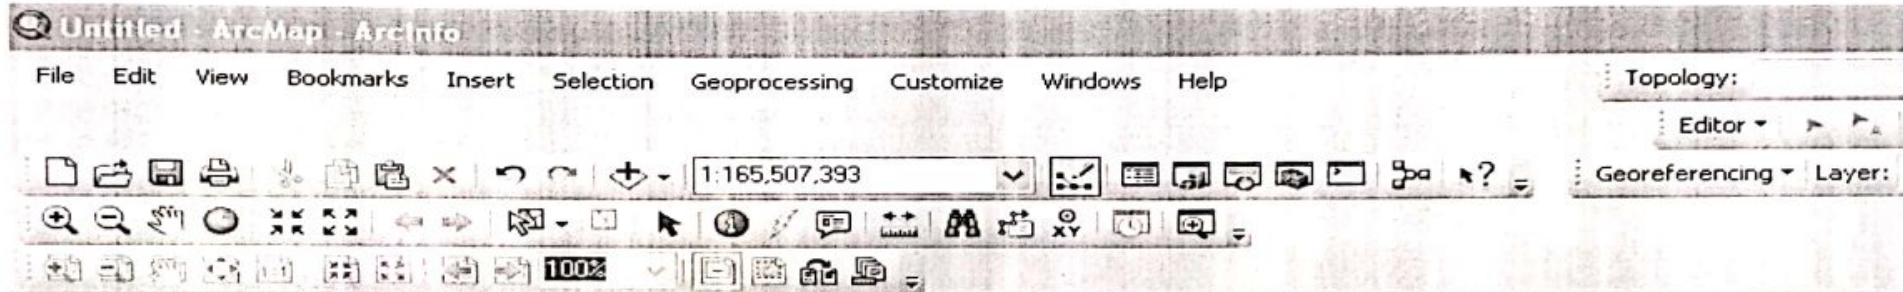 Untitled - ArcMap - ArcInfo
File Edit View Bookmarks Insert Selection Geoprocessing Customize Windows Help
Topology:
Editor
1:165,507,393
Georeferencing Layer:
XY
100%